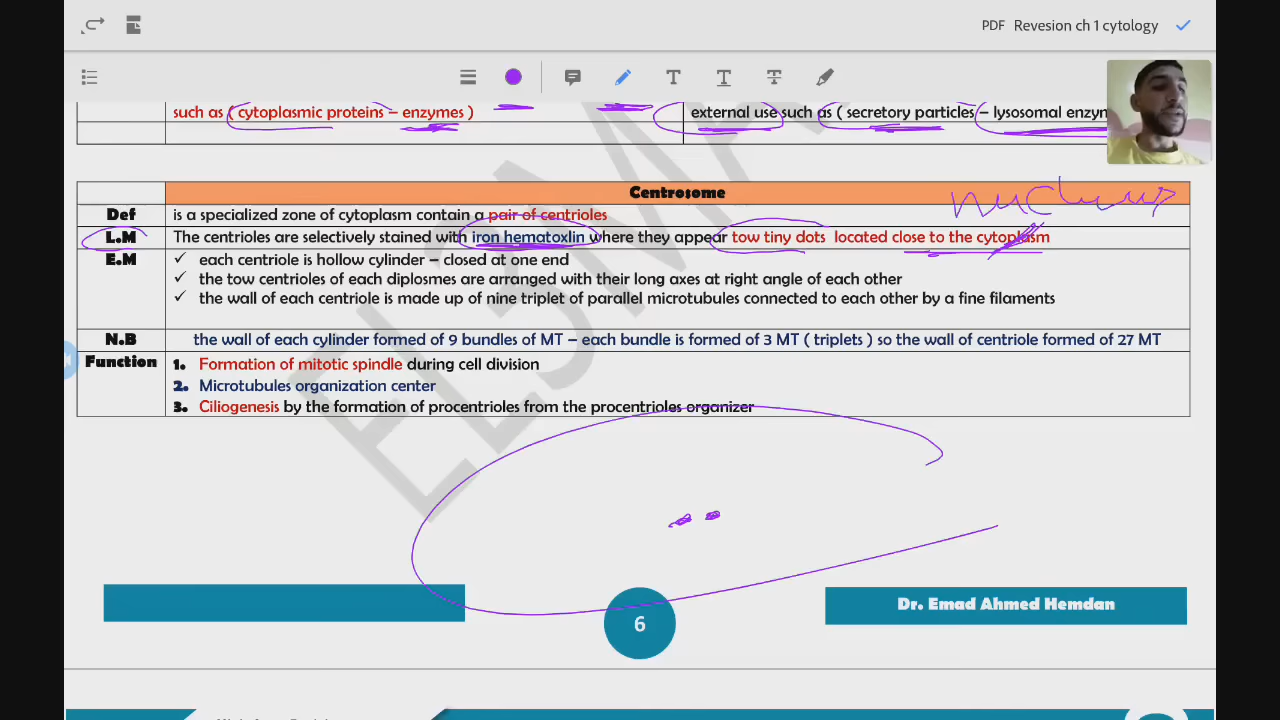 PDF Revesion ch 1 cytology
such as ( cytoplasmic proteins – enzymes )
external use such as ( secretory particles – lysosomal enzym
Centrosome
nucleus
Def is a specialized zone of cytoplasm contain a pair of centrioles
L.M The centrioles are selectively stained with iron hematoxlin where they appear tow tiny dots located close to the cytoplasm
E.M ✓ each centriole is hollow cylinder – closed at one end
✓ the tow centrioles of each diplosmes are arranged with their long axes at right angle of each other
✓ the wall of each centriole is made up of nine triplet of parallel microtubules connected to each other by a fine filaments
N.B the wall of each cylinder formed of 9 bundles of MT – each bundle is formed of 3 MT ( triplets ) so the wall of centriole formed of 27 MT
Function 1. Formation of mitotic spindle during cell division
2. Microtubules organization center
3. Ciliogenesis by the formation of procentrioles from the procentrioles organizer
6
Dr. Emad Ahmed Hemdan